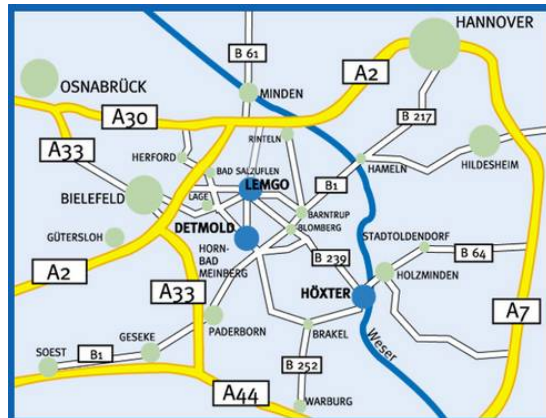 HANNOVER
B 61
A2
OSNABRÜCK
MINDEN
A30
B 217
RINTELN
A33
HERFORD
HAMELN
HILDESHEIM
BAD SALZUFLEN
LEMGO
B1
BIELEFELD
LAGE
BARNTRUP
DETMOLD
BLOMBERG
STADTOLDENDORF
GÜTERSLOH
HORN-
BAD
MEINBERG
B 239
B 64
A2
A33
HÖXTER
HOLZMINDEN
A7
PADERBORN
GESEKE
BRAKEL
Weser
SOEST
B1
B
252
A44
WARBURG